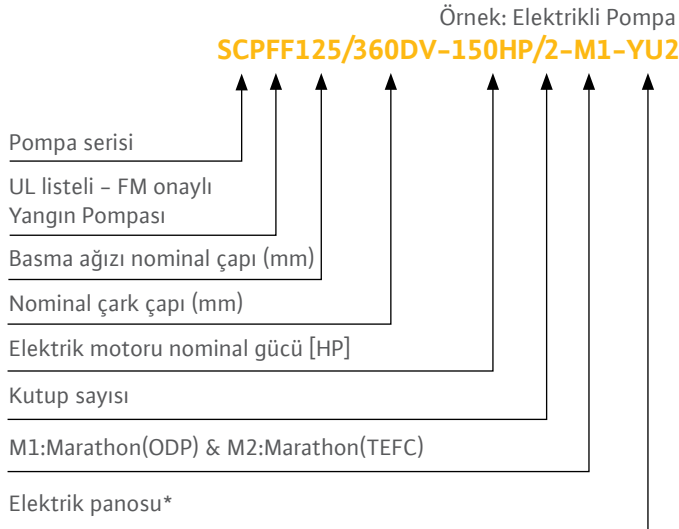 Örnek: Elektrikli Pompa
SCPFF125/360DV-150HP/2-M1-YU2
Pompa serisi
UL listeli – FM onaylı
Yangın Pompası
Basma ağızı nominal çapı (mm)
Nominal çark çapı (mm)
Elektrik motoru nominal gücü [HP]
Kutup sayısı
M1:Marathon(ODP) & M2:Marathon(TEFC)
Elektrik panosu*